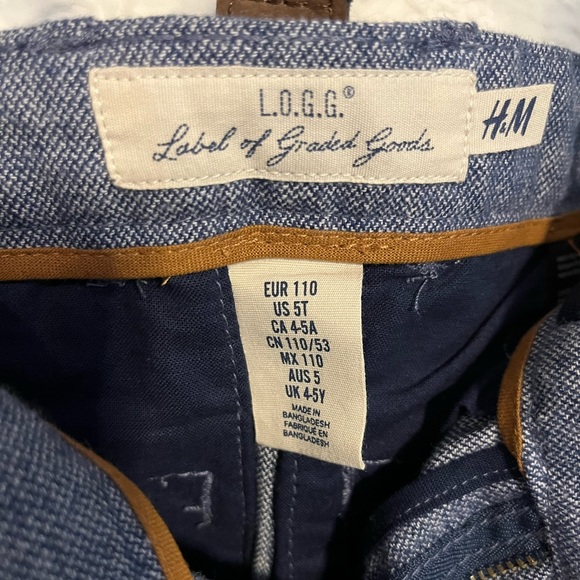 L.O.G.G.®
Label of Graded Goods
H&M
EUR 110
US 5T
CA 4-5A
CN 110/53
MX 110
AUS 5
UK 4-5Y
MADE IN
BANGLADESH
FABRIQUÉ EN
BANGLADESH